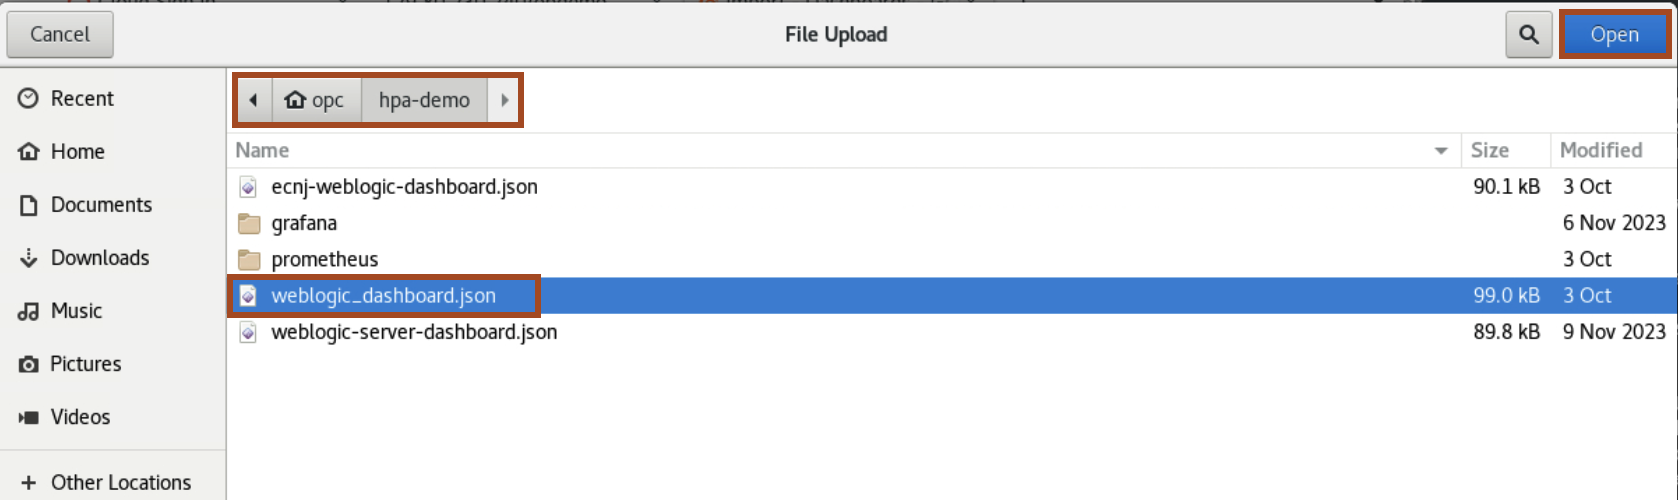 Cancel
File Upload
Open
Recent
Home
Documents
Downloads
Music
Pictures
Videos
Other Locations
opc hpa-demo
Name Size Modified
ecnj-weblogic-dashboard.json 90.1 kB 3 Oct
grafana 6 Nov 2023
prometheus 3 Oct
weblogic_dashboard.json 99.0 kB 3 Oct
weblogic-server-dashboard.json 89.8 kB 9 Nov 2023